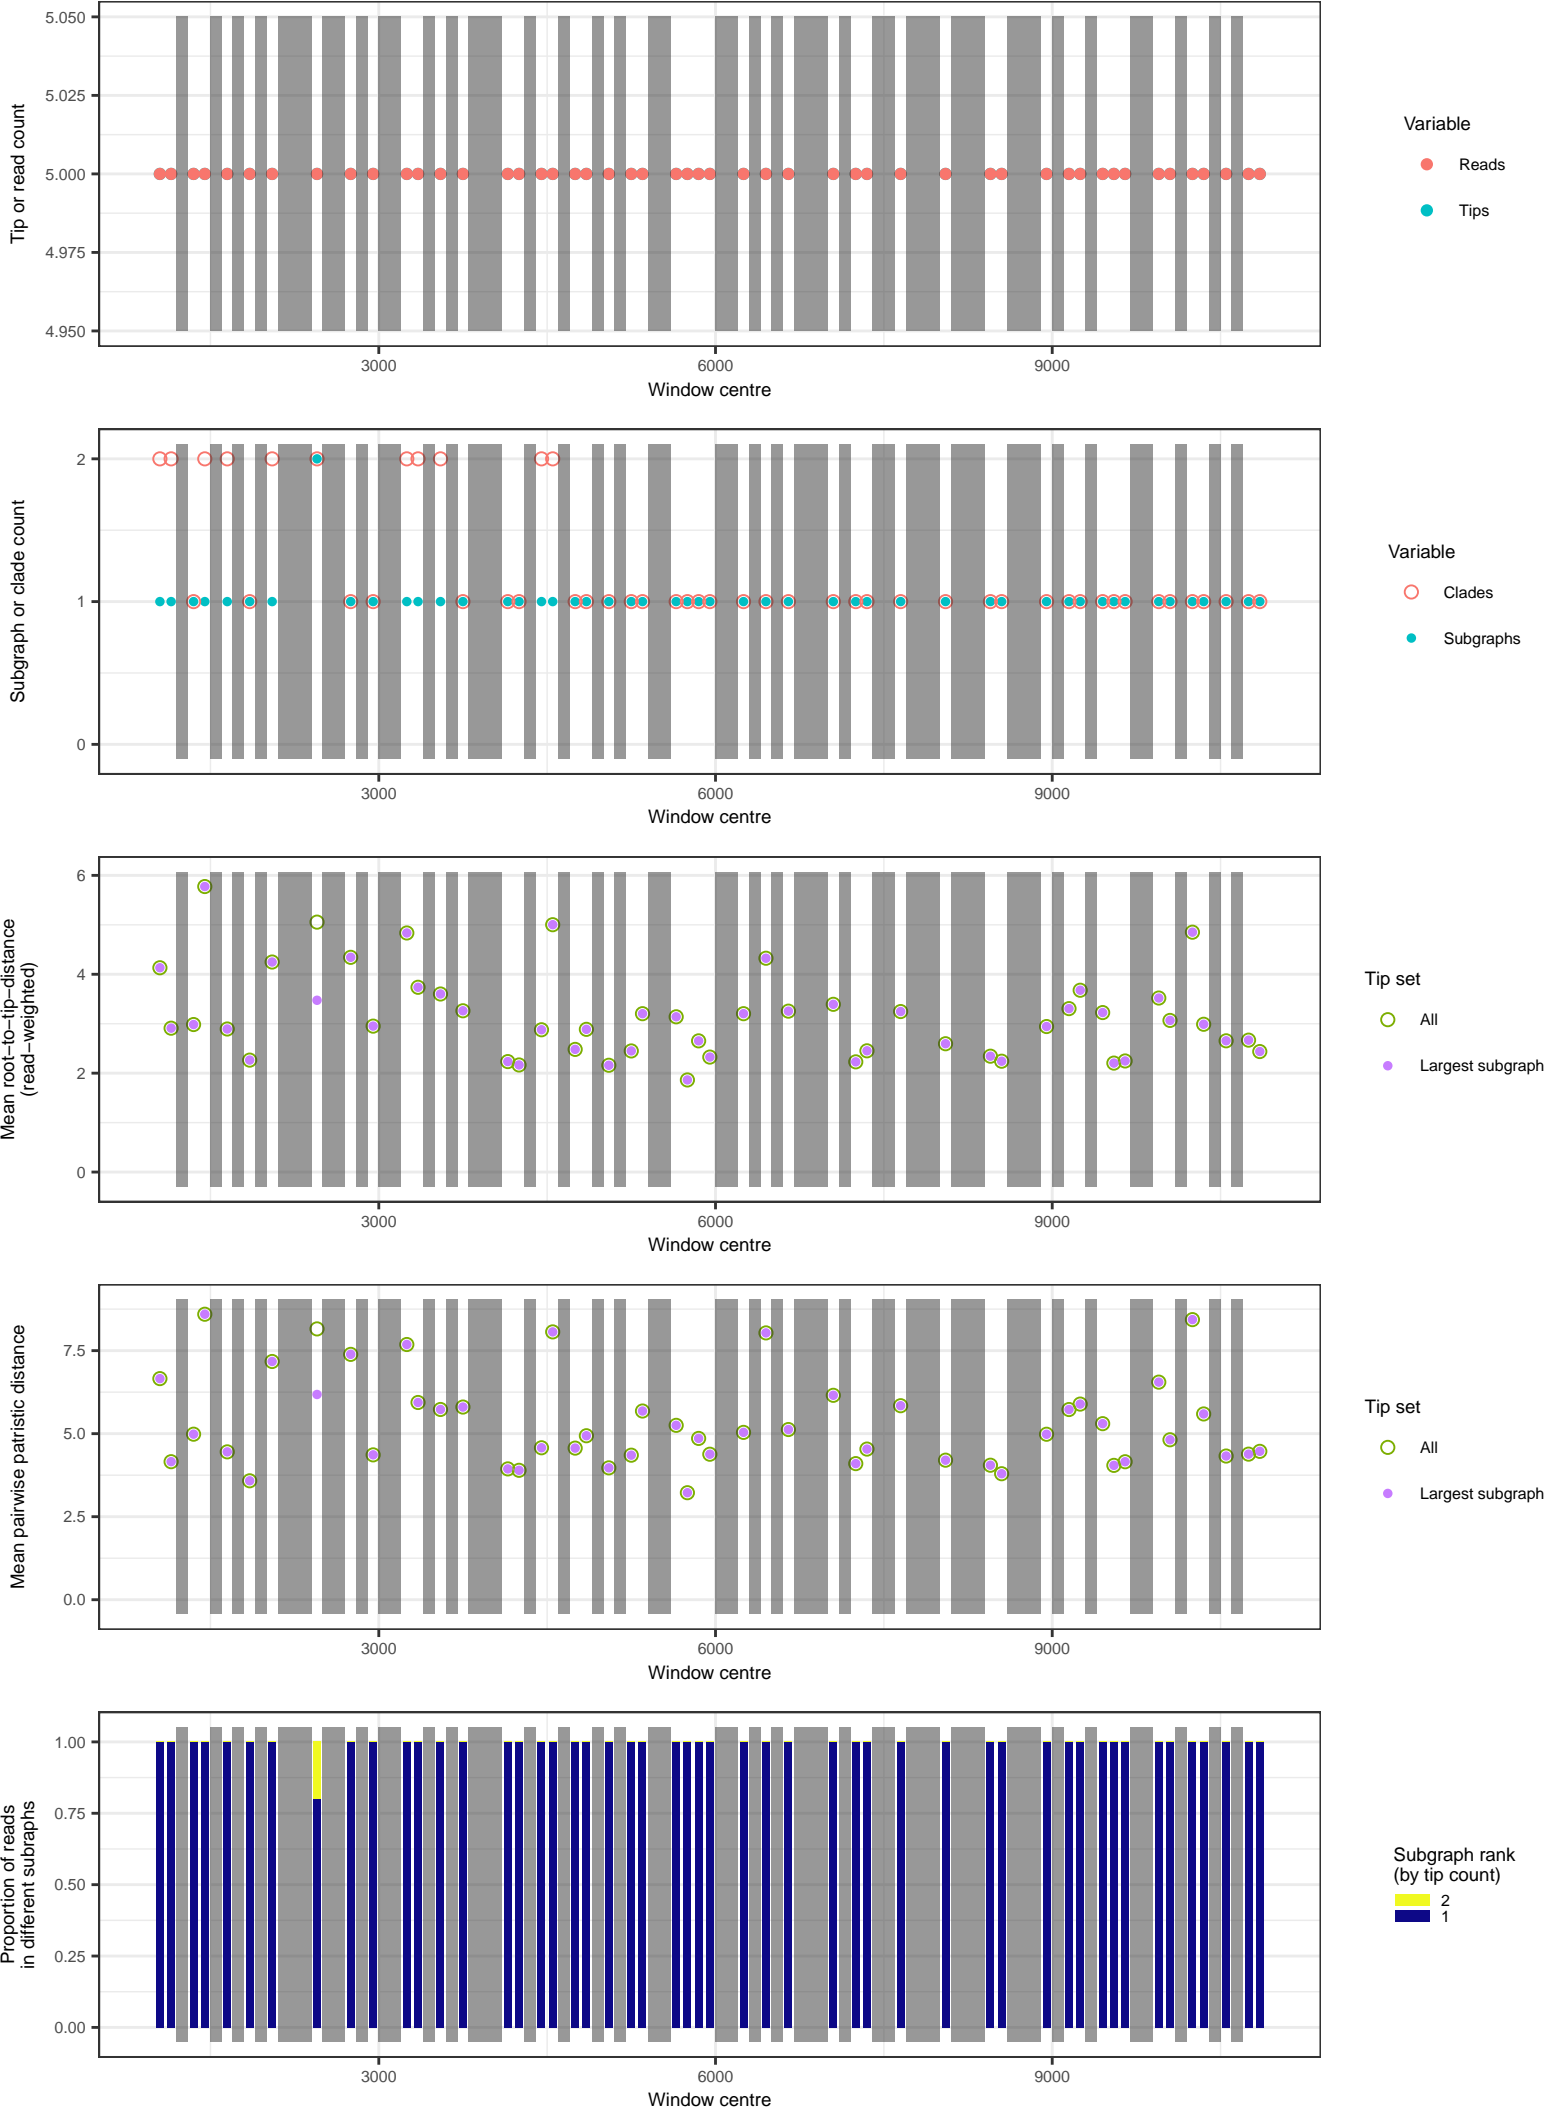 5.050
5.025
5.000
4.975
4.950
Tip or read count
3000 6000 9000
Window centre
Variable
Reads
Tips
2
1
0
Subgraph or clade count
3000 6000 9000
Window centre
Variable
Clades
Subgraphs
6
4
2
0
Mean root−to−tip−distance
(read−weighted)
3000 6000 9000
Window centre
Tip set
All
Largest subgraph
7.5
5.0
2.5
0.0
Mean pairwise patristic distance
3000 6000 9000
Window centre
Tip set
All
Largest subgraph
1.00
0.75
0.50
0.25
0.00
Proportion of reads
in different subraphs
3000 6000 9000
Window centre
Subgraph rank
(by tip count)
2
1